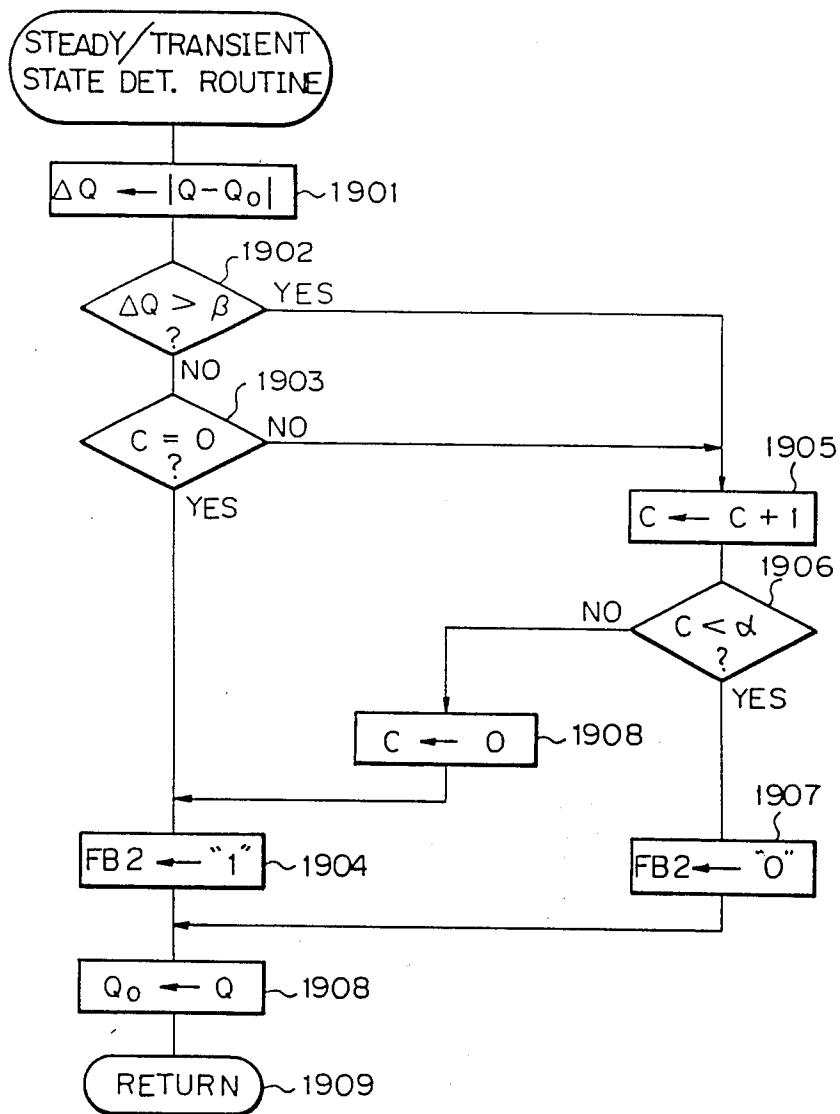 STEADY/TRANSIENT
STATE DET. ROUTINE
ΔQ ← |Q-Q₀|
1901
1902
ΔQ > β
?
YES
NO
1903
C = 0
?
NO
YES
1905
C ← C + 1
1906
C < α
?
NO
YES
C ← 0
1908
1907
FB2 ← "1"
1904
FB2 ← "0"
Q₀ ← Q
1908
RETURN
1909